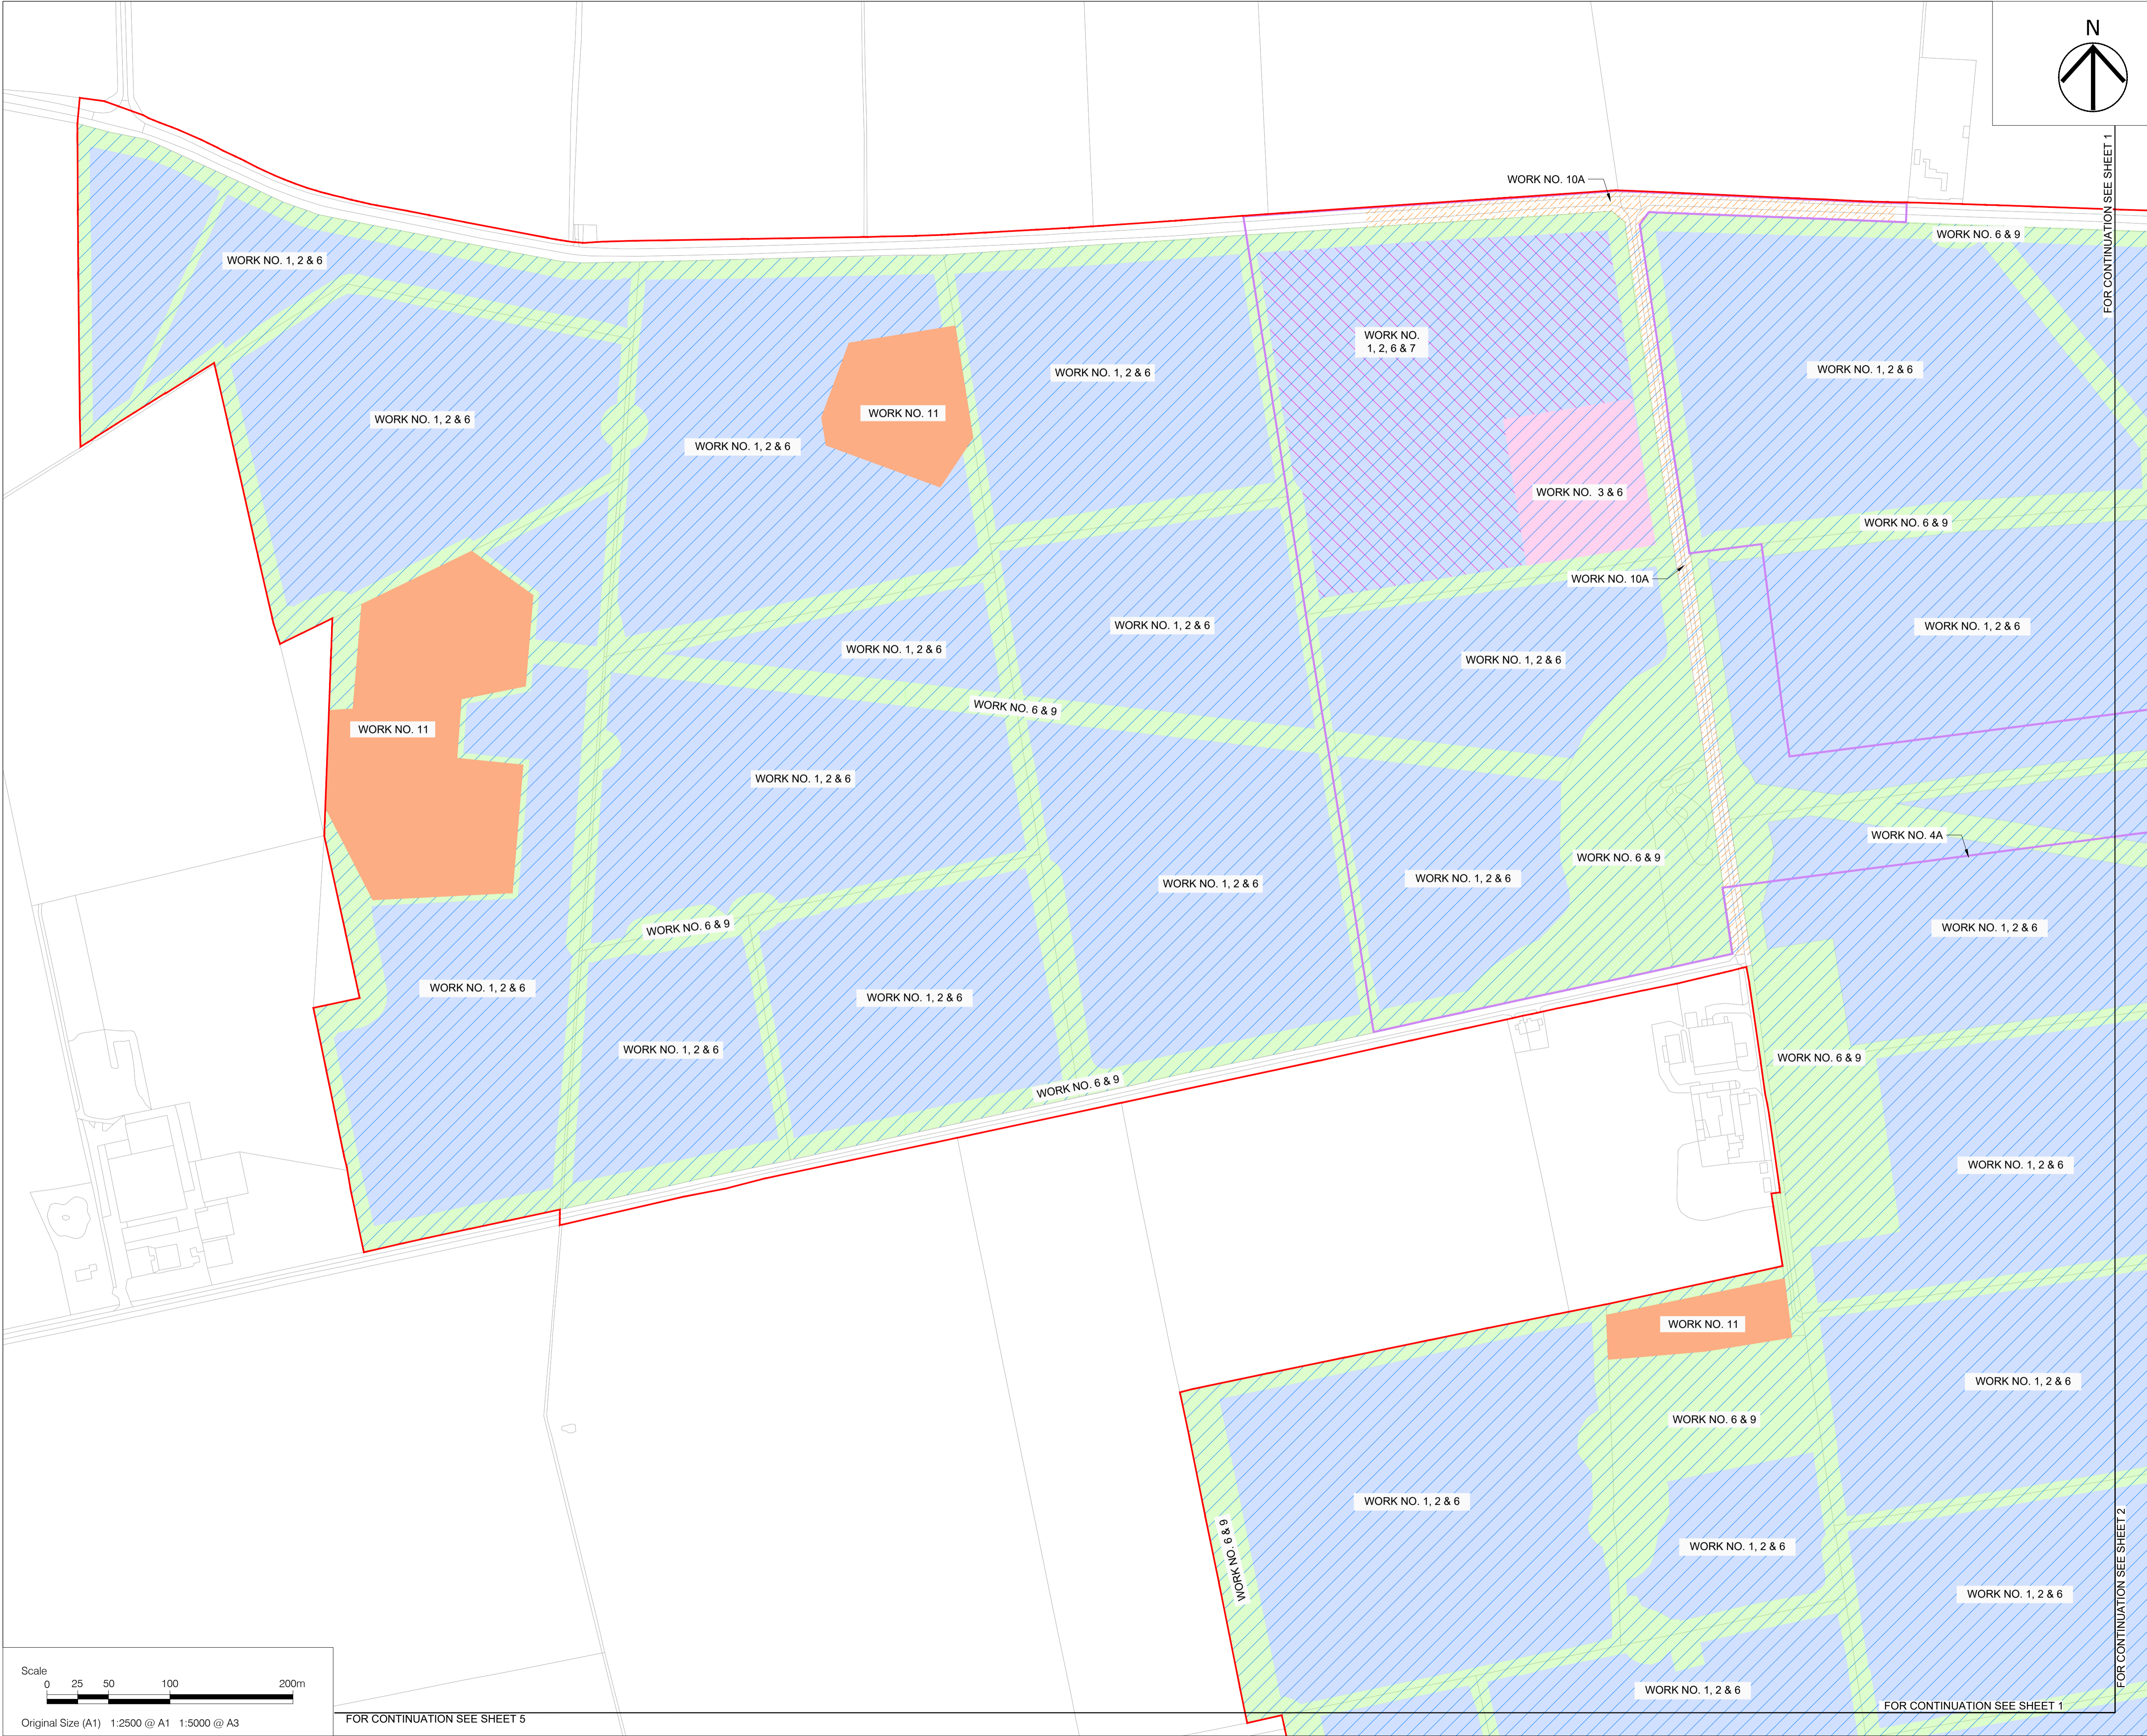 N
FOR CONTINUATION SEE SHEET 1
WORK NO. 10A
WORK NO. 6 & 9
WORK NO. 1, 2 & 6
WORK NO.
1, 2, 6 & 7
WORK NO. 1, 2 & 6
WORK NO. 1, 2 & 6
WORK NO. 11
WORK NO. 1, 2 & 6
WORK NO. 1, 2 & 6
WORK NO. 3 & 6
WORK NO. 6 & 9
WORK NO. 10A
WORK NO. 1, 2 & 6
WORK NO. 1, 2 & 6
WORK NO. 1, 2 & 6
WORK NO. 1, 2 & 6
WORK NO. 6 & 9
WORK NO. 11
WORK NO. 1, 2 & 6
WORK NO. 4A
WORK NO. 6 & 9
WORK NO. 1, 2 & 6
WORK NO. 1, 2 & 6
WORK NO. 6 & 9
WORK NO. 1, 2 & 6
WORK NO. 1, 2 & 6
WORK NO. 1, 2 & 6
WORK NO. 1, 2 & 6
WORK NO. 6 & 9
WORK NO. 6 & 9
WORK NO. 1, 2 & 6
WORK NO. 11
WORK NO. 1, 2 & 6
WORK NO. 6 & 9
WORK NO. 1, 2 & 6
WORK NO. 6 & 9
WORK NO. 1, 2 & 6
WORK NO. 1, 2 & 6
FOR CONTINUATION SEE SHEET 2
WORK NO. 1, 2 & 6
FOR CONTINUATION SEE SHEET 1
FOR CONTINUATION SEE SHEET 5
Scale
0 25 50 100 200m
Original Size (A1) 1:2500 @ A1 1:5000 @ A3